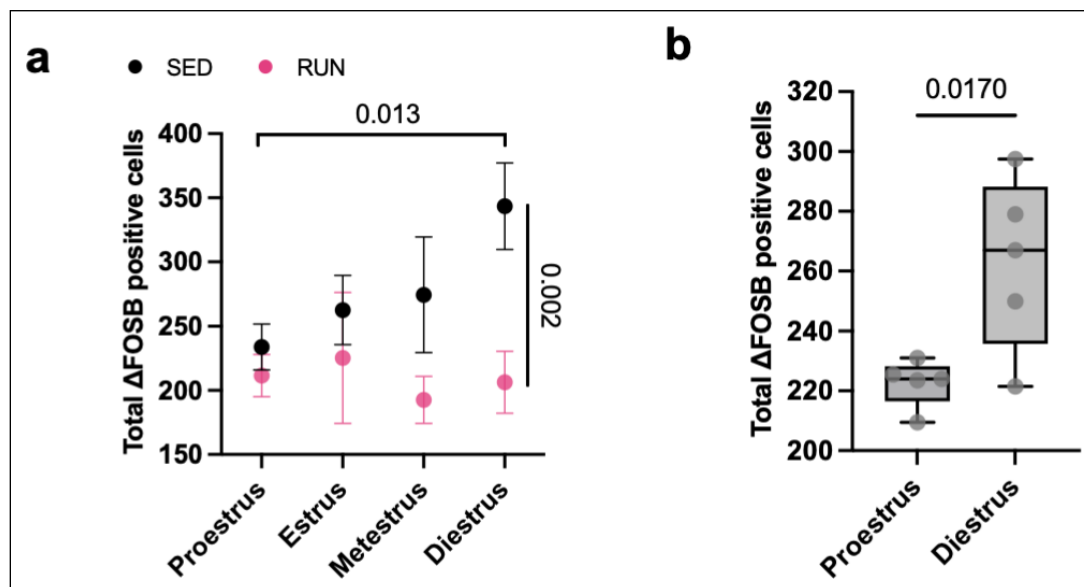 a
SED RUN
Total ΔFOSB positive cells
400
350
300
250
200
150
0.013
0.002
Proestrus
Estrus
Metestrus
Diestrus
b
Total ΔFOSB positive cells
320
300
280
260
240
220
200
0.0170
Proestrus
Diestrus